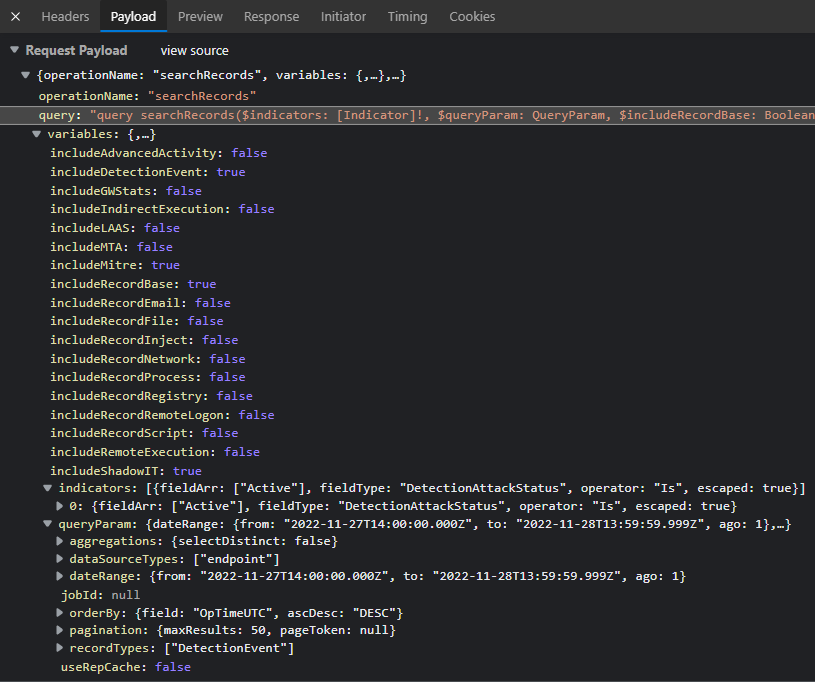 Headers Payload Preview Response Initiator Timing Cookies
Request Payload view source
{operationName: "searchRecords", variables: {,…},…}
operationName: "searchRecords"
query: "query searchRecords($indicators: [Indicator]!, $queryParam: QueryParam, $includeRecordBase: Boolean
variables: {,…}
includeAdvancedActivity: false
includeDetectionEvent: true
includeGWStats: false
includeIndirectExecution: false
includeLAAS: false
includeMTA: false
includeMitre: true
includeRecordBase: true
includeRecordEmail: false
includeRecordFile: false
includeRecordInject: false
includeRecordNetwork: false
includeRecordProcess: false
includeRecordRegistry: false
includeRecordRemoteLogon: false
includeRecordScript: false
includeRemoteExecution: false
includeShadowIT: true
indicators: [{fieldArr: ["Active"], fieldType: "DetectionAttackStatus", operator: "Is", escaped: true}]
0: {fieldArr: ["Active"], fieldType: "DetectionAttackStatus", operator: "Is", escaped: true}
queryParam: {dateRange: {from: "2022-11-27T14:00:00.000Z", to: "2022-11-28T13:59:59.999Z", ago: 1},…}
aggregations: {selectDistinct: false}
dataSourceTypes: ["endpoint"]
dateRange: {from: "2022-11-27T14:00:00.000Z", to: "2022-11-28T13:59:59.999Z", ago: 1}
jobId: null
orderBy: {field: "OpTimeUTC", ascDesc: "DESC"}
pagination: {maxResults: 50, pageToken: null}
recordTypes: ["DetectionEvent"]
useRepCache: false